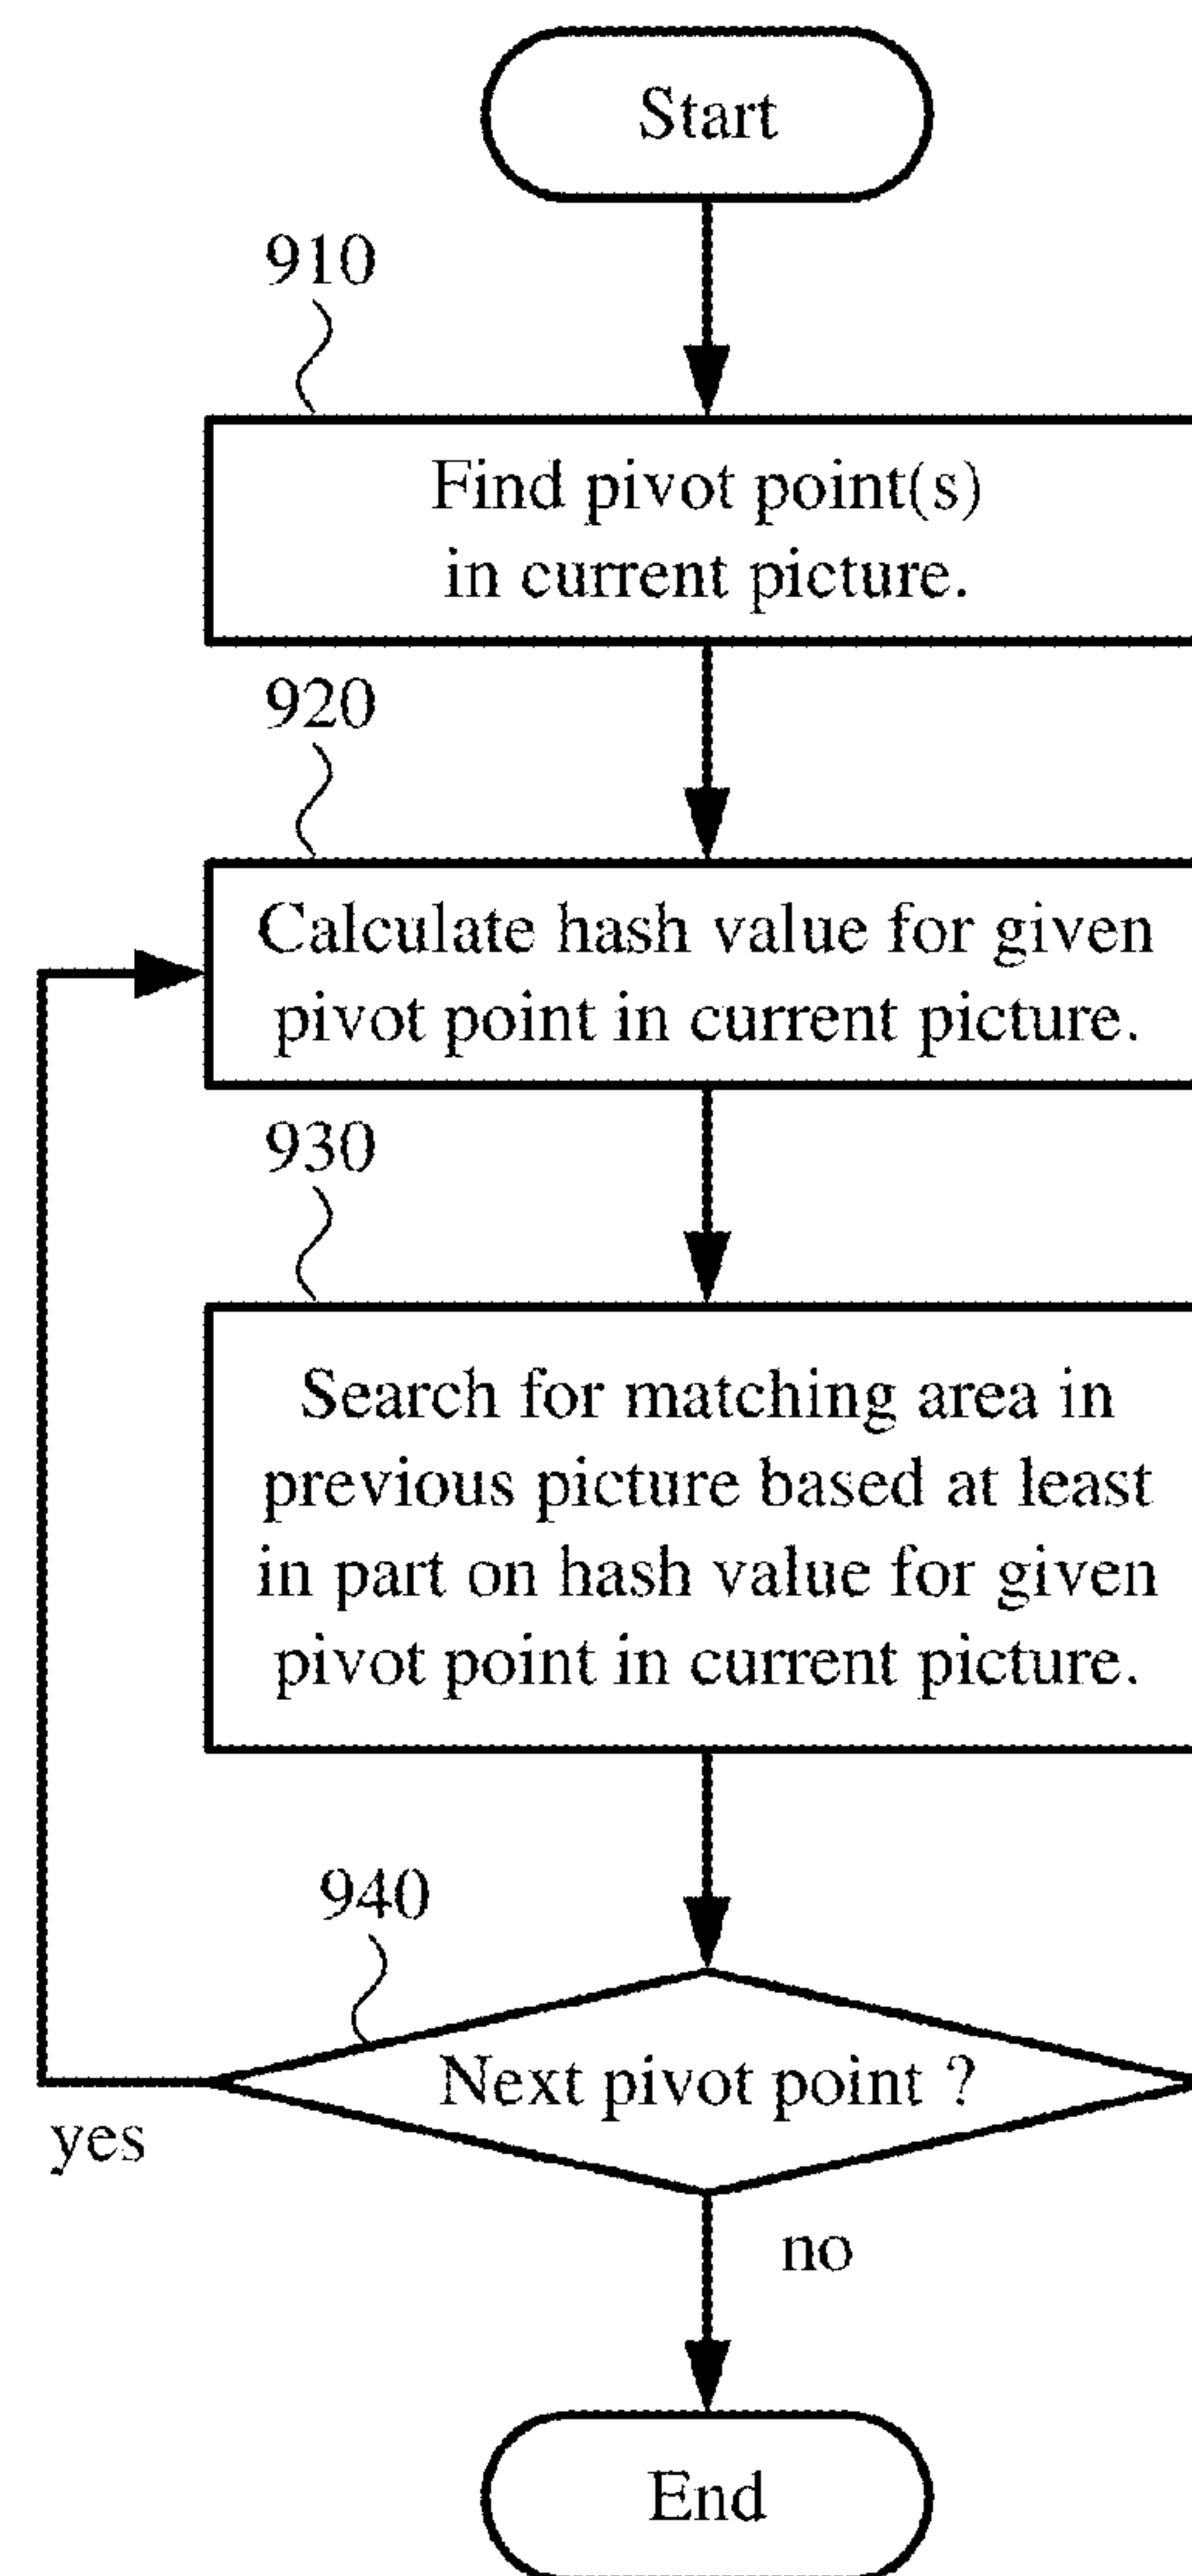 Start
910
Find pivot point(s)
in current picture.
920
Calculate hash value for given
pivot point in current picture.
930
Search for matching area in
previous picture based at least
in part on hash value for given
pivot point in current picture.
940
Next pivot point ?
yes
no
End